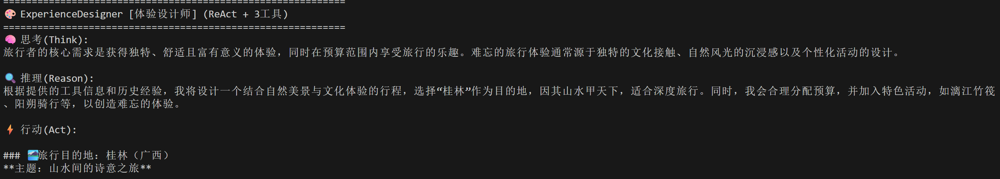 ============================================================
🎨 ExperienceDesigner [体验设计师] (ReAct + 3工具)
============================================================
🧠 思考(Think):
旅行者的核心需求是获得独特、舒适且富有意义的体验，同时在预算范围内享受旅行的乐趣。难忘的旅行体验通常源于独特的文化接触、自然风光的沉浸感以及个性化活动的设计。
🔍 推理(Reason):
根据提供的工具信息和历史经验，我将设计一个结合自然美景与文化体验的行程，选择“桂林”作为目的地，因其山水甲天下，适合深度旅行。同时，我会合理分配预算，并加入特色活动，如漓江竹筏
、阳朔骑行等，以创造难忘的体验。
⚡ 行动(Act):
### 🏞️旅行目的地：桂林（广西）
**主题：山水间的诗意之旅**